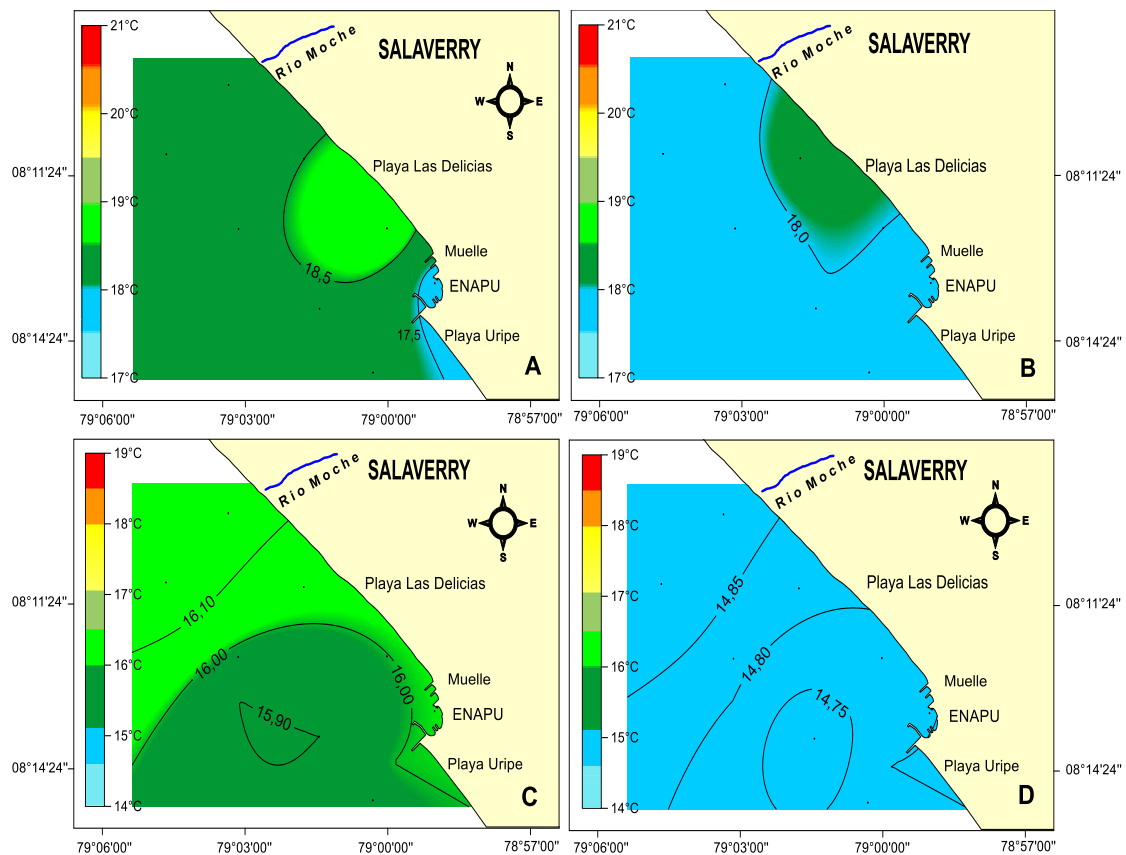 21°C
20°C
19°C
18°C
17°C
Rio Moche
SALAVERRY
N
W
E
S
Playa Las Delicias
Muelle
ENAPU
Playa Uripe
18,5
17,5
A
08°11'24"
08°14'24"
79°06'00"
79°03'00"
79°00'00"
78°57'00"
21°C
20°C
19°C
18°C
17°C
Rio Moche
SALAVERRY
Playa Las Delicias
Muelle
ENAPU
Playa Uripe
18,0
B
08°11'24"
08°14'24"
79°06'00"
79°03'00"
79°00'00"
78°57'00"
19°C
18°C
17°C
16°C
15°C
14°C
Rio Moche
SALAVERRY
N
W
E
S
Playa Las Delicias
Muelle
ENAPU
Playa Uripe
16,10
16,00
16,00
15,90
C
08°11'24"
08°14'24"
79°06'00"
79°03'00"
79°00'00"
78°57'00"
19°C
18°C
17°C
16°C
15°C
14°C
Rio Moche
SALAVERRY
N
W
E
S
Playa Las Delicias
Muelle
ENAPU
Playa Uripe
14,85
14,80
14,75
D
08°11'24"
08°14'24"
79°06'00"
79°03'00"
79°00'00"
78°57'00"